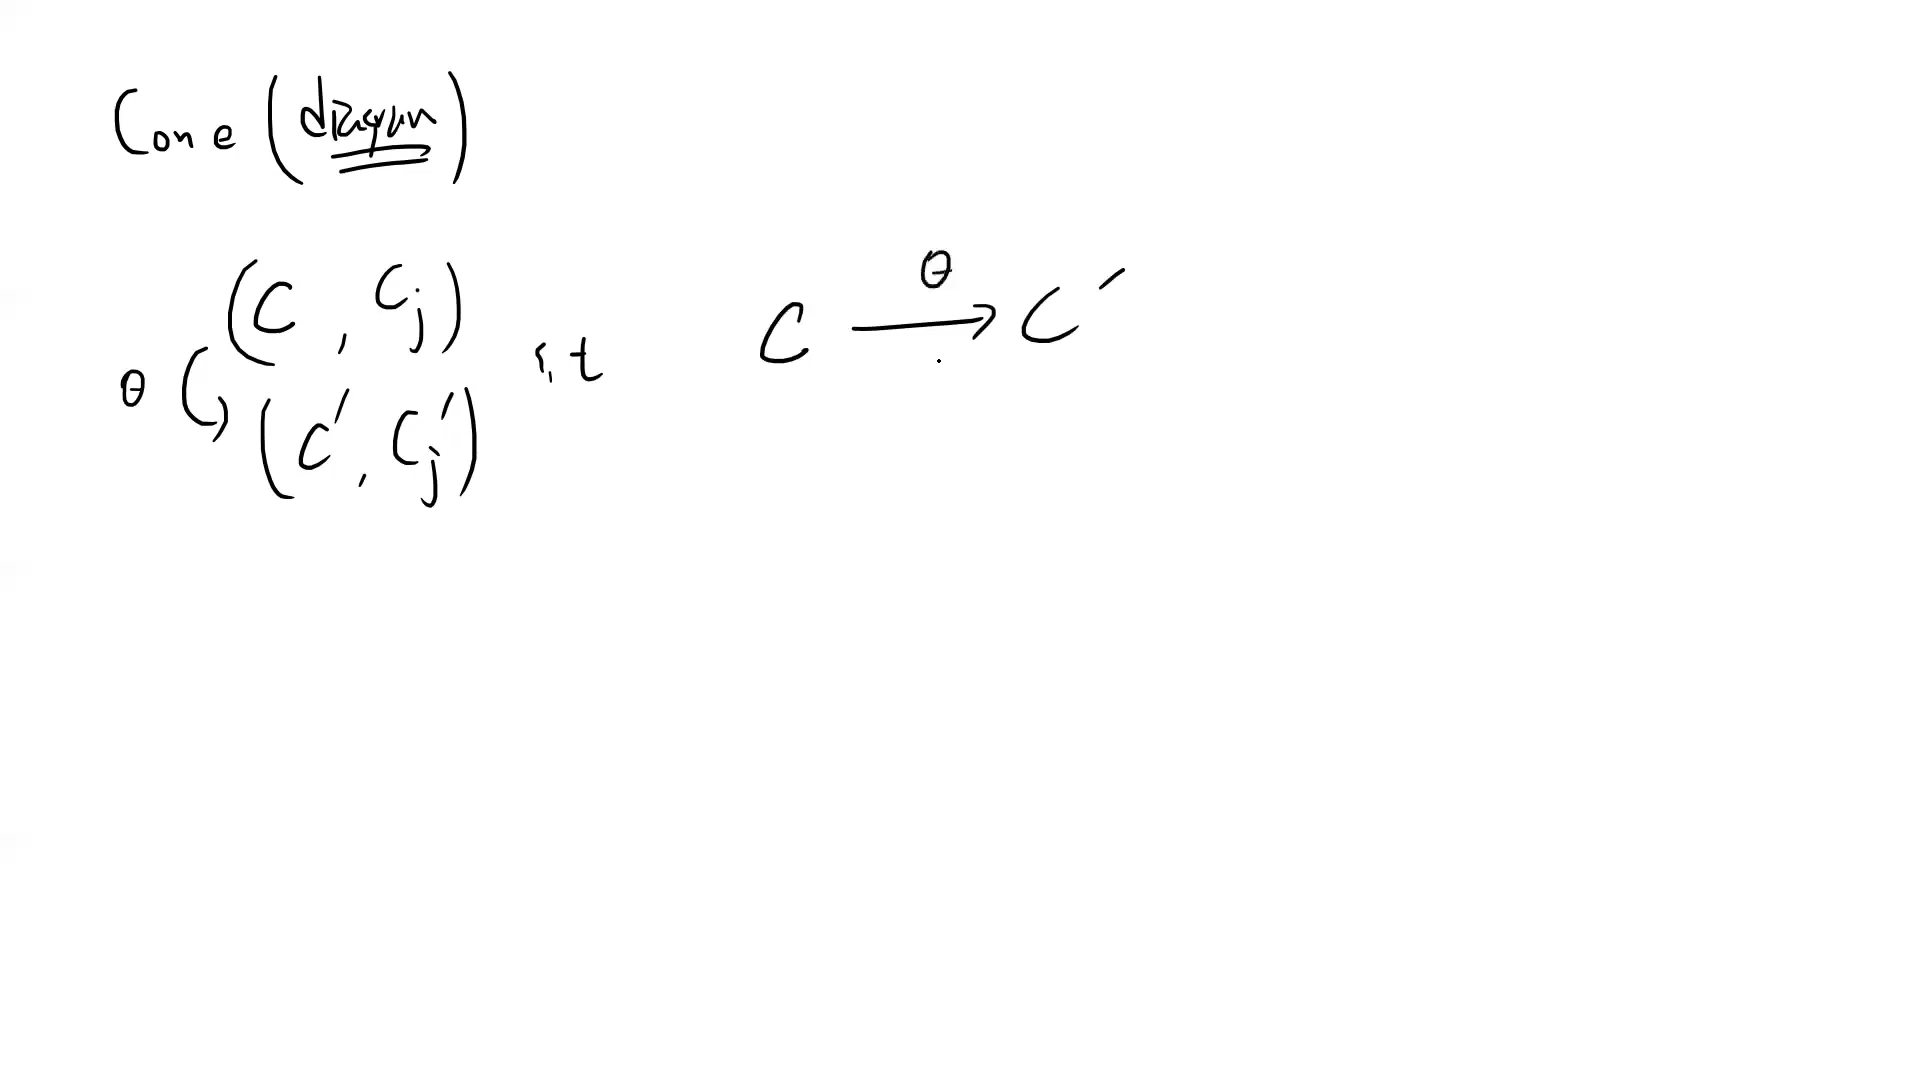 Cone (diagram)
(C, Cj)
θ
(C', Cj')
s.t
C → C'
θ